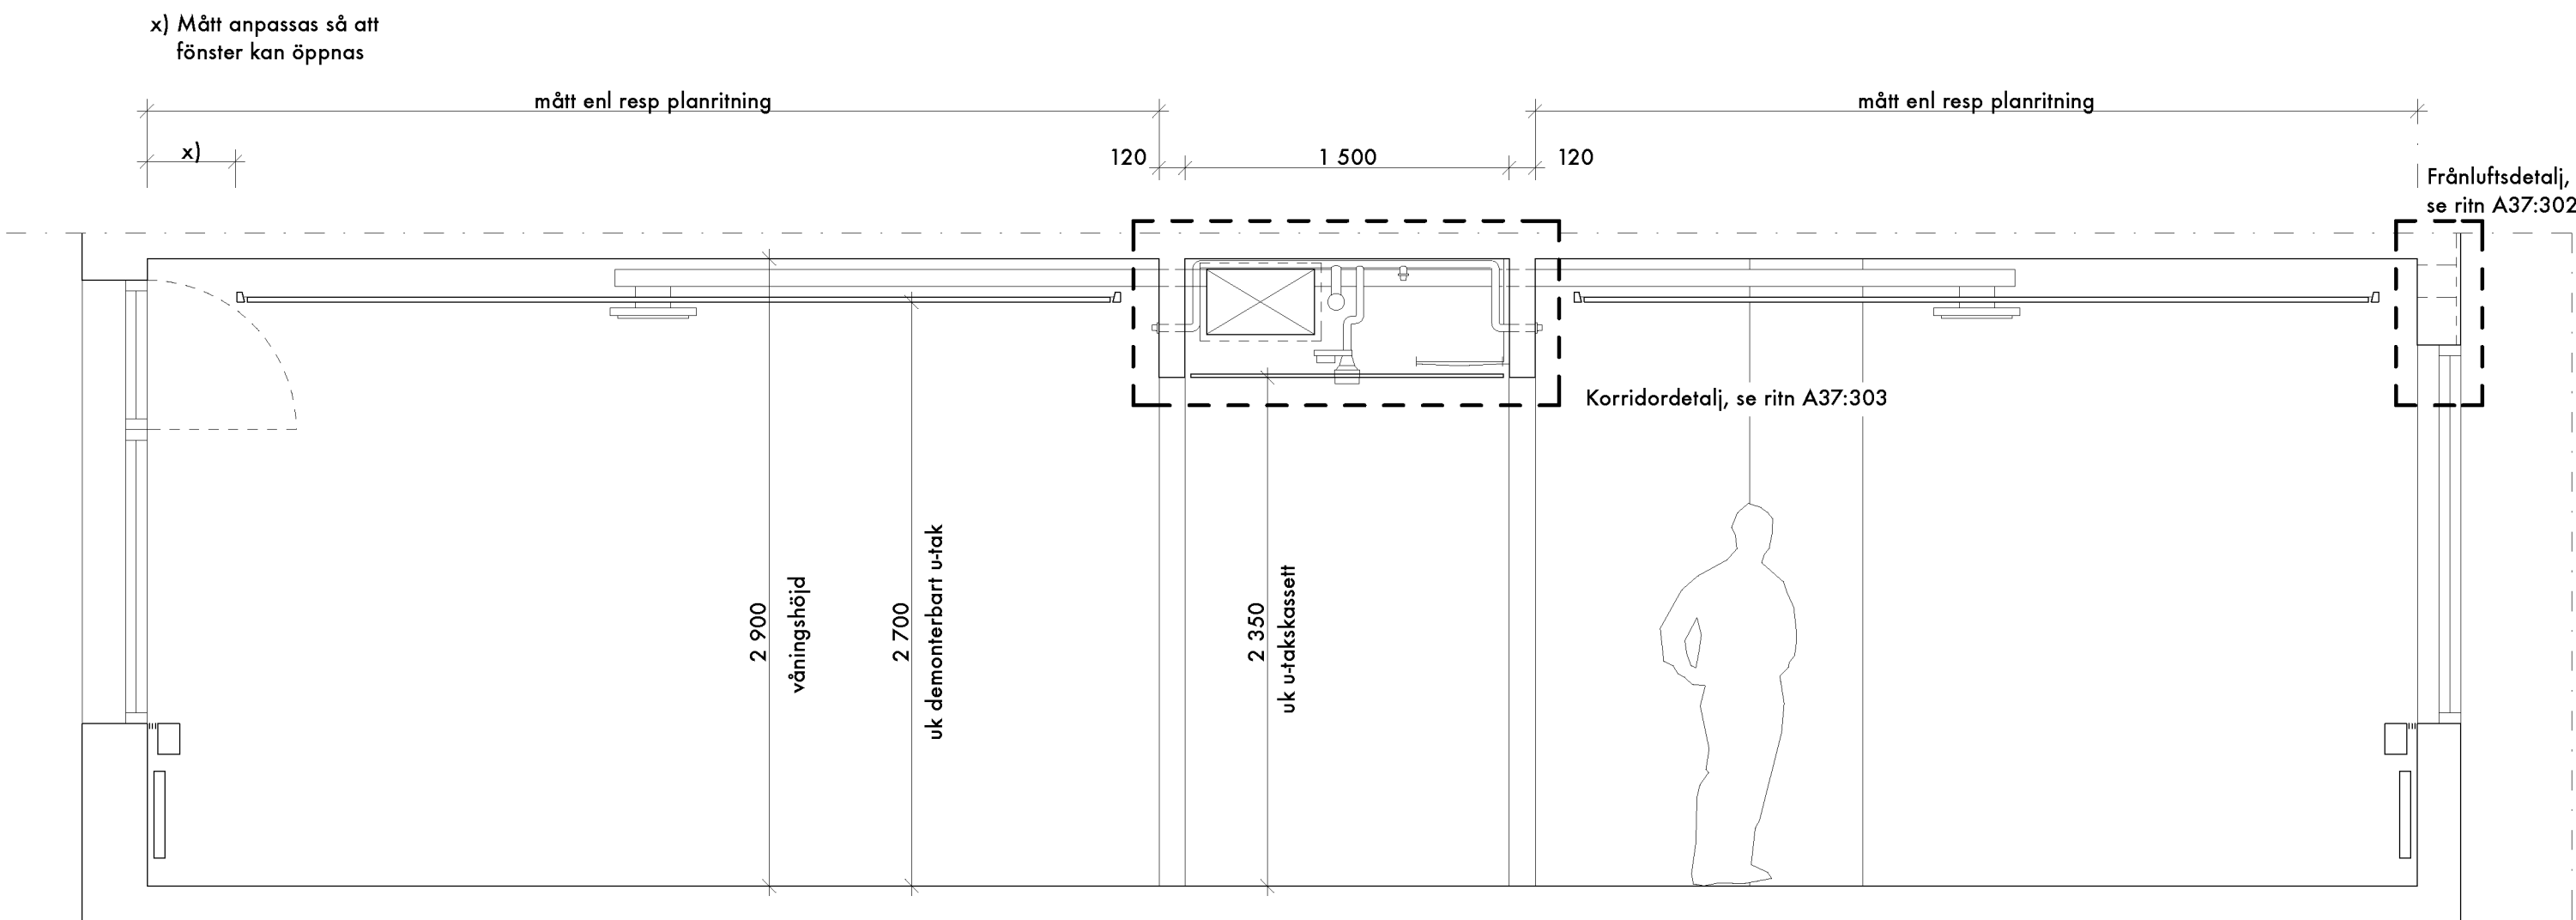 x) Mått anpassas så att
fönster kan öppnas
mått enl resp planritning
mått enl resp planritning
x)
120
1 500
120
Frånluftsdetalj,
se ritn A37:302
Korridordetalj, se ritn A37:303
2 900
våningshöjd
2 700
uk demonterbart u-tak
2 350
uk u-takskassett